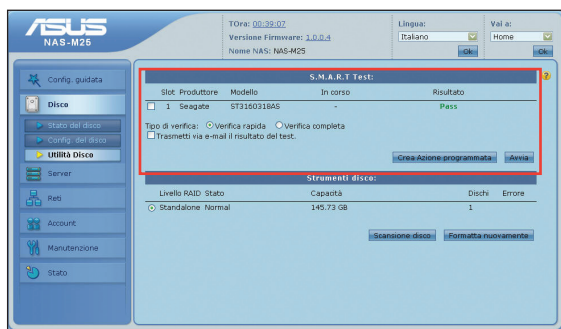 ASUS
NAS-M25
TOra: 00:39:07
Versione Firmware: 1.0.0.4
Nome NAS: NAS-M25
Lingua:
Italiano
Ok
Vai a:
Home
Ok
Config. guidata
Disco
Stato del disco
Config. del disco
Utilità Disco
Server
Reti
Account
Manutenzione
Stato
S.M.A.R.T Test:
Slot Produttore Modello In corso Risultato
1 Seagate ST3160318AS - Pass
Tipo di verifica: Verifica rapida Verifica completa
Trasmetti via e-mail il risultato del test.
Crea Azione programmata Avvia
Strumenti disco:
Livello RAID Stato Capacità Dischi Errore
Standalone Normal 145.73 GB 1
Scansione disco Formatta nuovamente